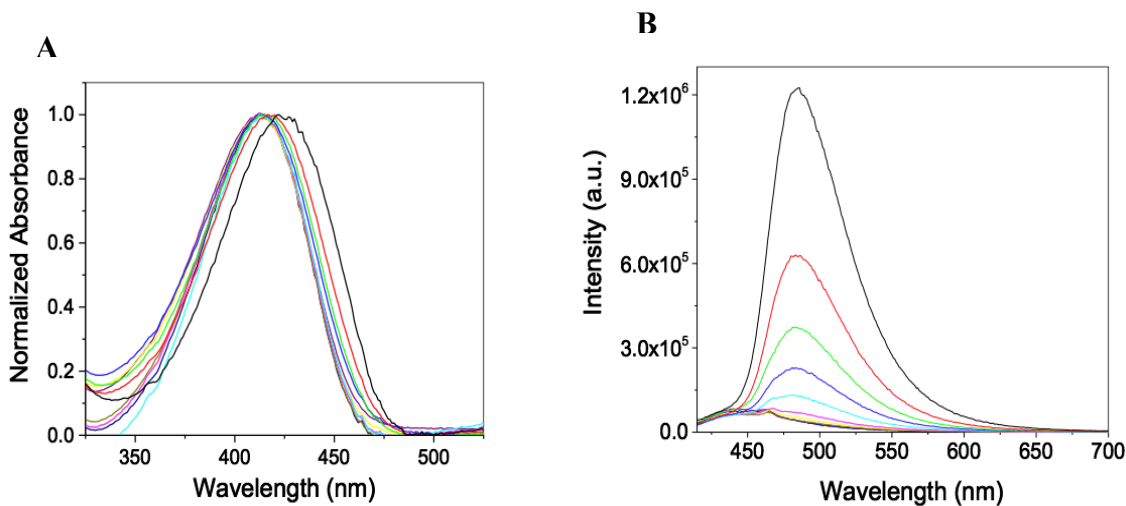 A
B
Normalized Absorbance
1.0
0.8
0.6
0.4
0.2
0.0
350
400
450
500
Wavelength (nm)
Intensity (a.u.)
1.2x10⁶
9.0x10⁵
6.0x10⁵
3.0x10⁵
0.0
450
500
550
600
650
700
Wavelength (nm)